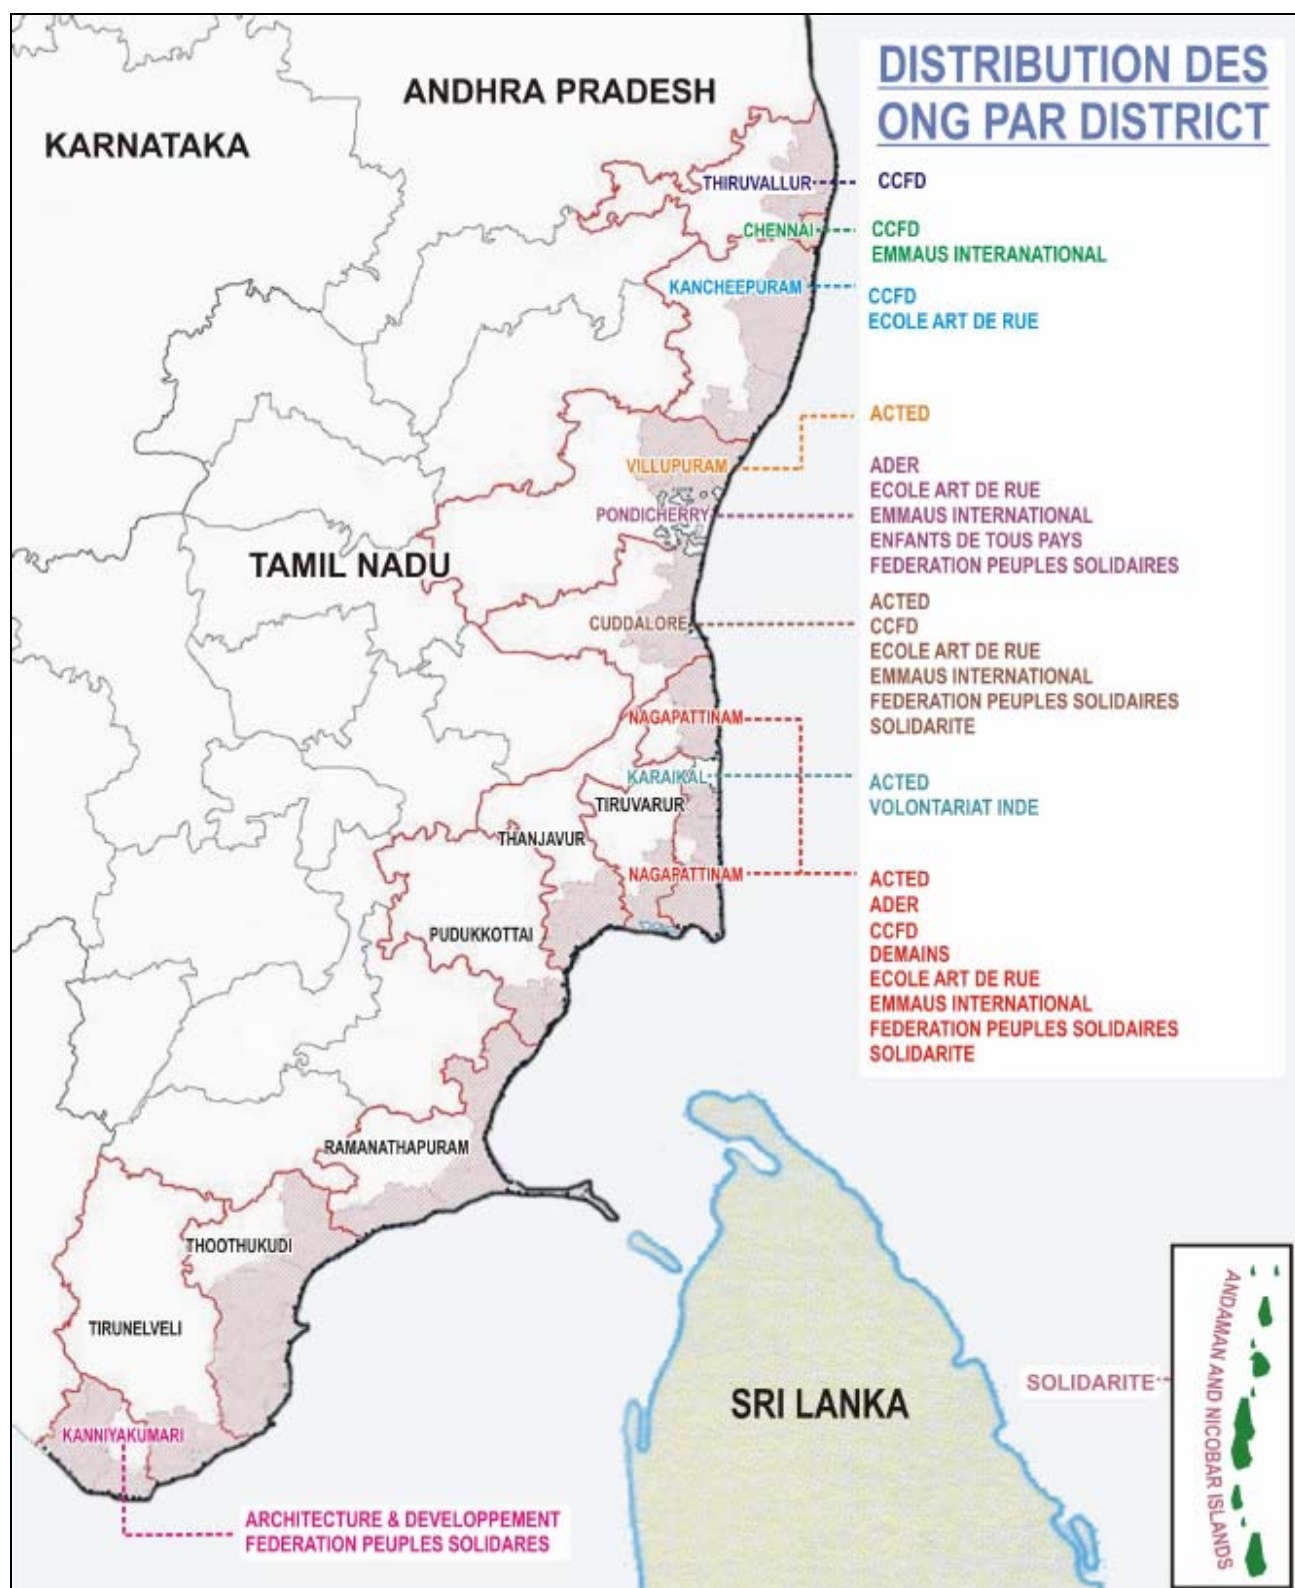 DISTRIBUTION DES
ONG PAR DISTRICT
ANDHRA PRADESH
KARNATAKA
THIRUVALLUR
CCFD
CHENNAI
CCFD
EMMAUS INTERANATIONAL
KANCHEEPURAM
CCFD
ECOLE ART DE RUE
VILLUPURAM
ACTED
PONDICHERRY
ADER
ECOLE ART DE RUE
EMMAUS INTERNATIONAL
ENFANTS DE TOUS PAYS
FEDERATION PEUPLES SOLIDAIRES
TAMIL NADU
CUDDALORE
ACTED
CCFD
ECOLE ART DE RUE
EMMAUS INTERNATIONAL
FEDERATION PEUPLES SOLIDAIRES
SOLIDARITE
NAGAPATTINAM
KARAIKAL
ACTED
VOLONTARIAT INDE
TIRUVARUR
THANJAVUR
NAGAPATTINAM
ACTED
ADER
CCFD
DEMAINS
ECOLE ART DE RUE
EMMAUS INTERNATIONAL
FEDERATION PEUPLES SOLIDAIRES
SOLIDARITE
PUDUKKOTTAI
RAMANATHAPURAM
THOOTHUKUDI
TIRUNELVELI
KANNIYAKUMARI
ARCHITECTURE & DEVELOPPEMENT
FEDERATION PEUPLES SOLIDARES
SRI LANKA
SOLIDARITE
ANDAMAN AND NICOBAR ISLANDS